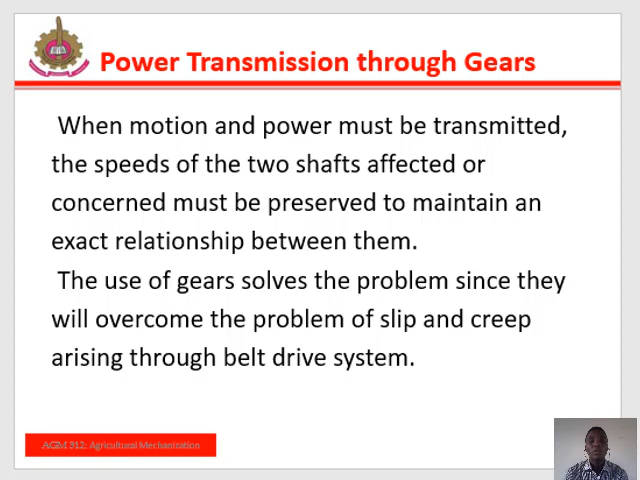 Power Transmission through Gears
When motion and power must be transmitted,
the speeds of the two shafts affected or
concerned must be preserved to maintain an
exact relationship between them.
The use of gears solves the problem since they
will overcome the problem of slip and creep
arising through belt drive system.
AGM 312: Agricultural Mechanization